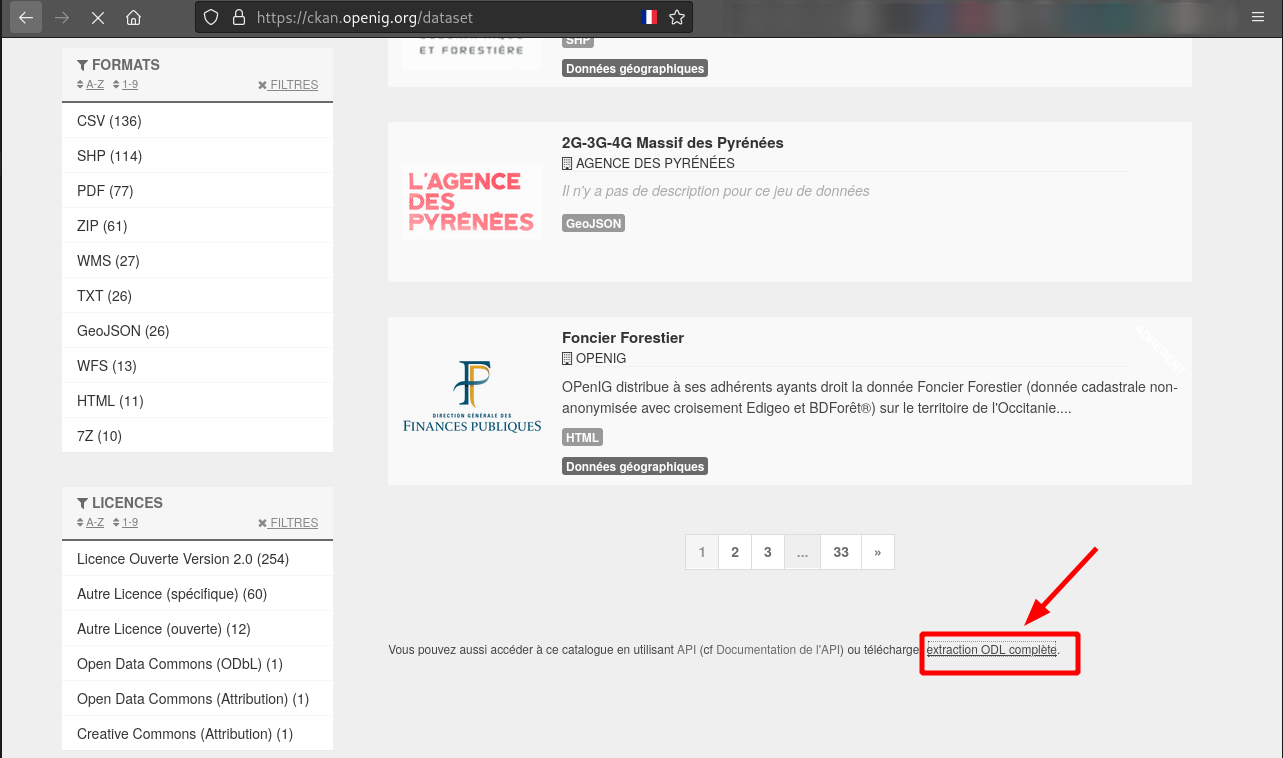 https://ckan.openig.org/dataset
FORMATS
A-Z 1-9 FILTRES
CSV (136)
SHP (114)
PDF (77)
ZIP (61)
WMS (27)
TXT (26)
GeoJSON (26)
WFS (13)
HTML (11)
7Z (10)
LICENCES
A-Z 1-9 FILTRES
Licence Ouverte Version 2.0 (254)
Autre Licence (spécifique) (60)
Autre Licence (ouverte) (12)
Open Data Commons (ODbL) (1)
Open Data Commons (Attribution) (1)
Creative Commons (Attribution) (1)
ET FORESTIÈRE
SHP
Données géographiques
L'AGENCE
DES
PYRÉNÉES
2G-3G-4G Massif des Pyrénées
AGENCE DES PYRÉNÉES
Il n'y a pas de description pour ce jeu de données
GeoJSON
DIRECTION GÉNÉRALE DES
FINANCES PUBLIQUES
Foncier Forestier
OPENIG
OPenIG distribue à ses adhérents ayants droit la donnée Foncier Forestier (donnée cadastrale non-
anonymisée avec croisement Edigeo et BDForêt®) sur le territoire de l'Occitanie....
HTML
Données géographiques
1 2 3 ... 33 »
Vous pouvez aussi accéder à ce catalogue en utilisant API (cf Documentation de l'API) ou télécharge extraction ODL complète.